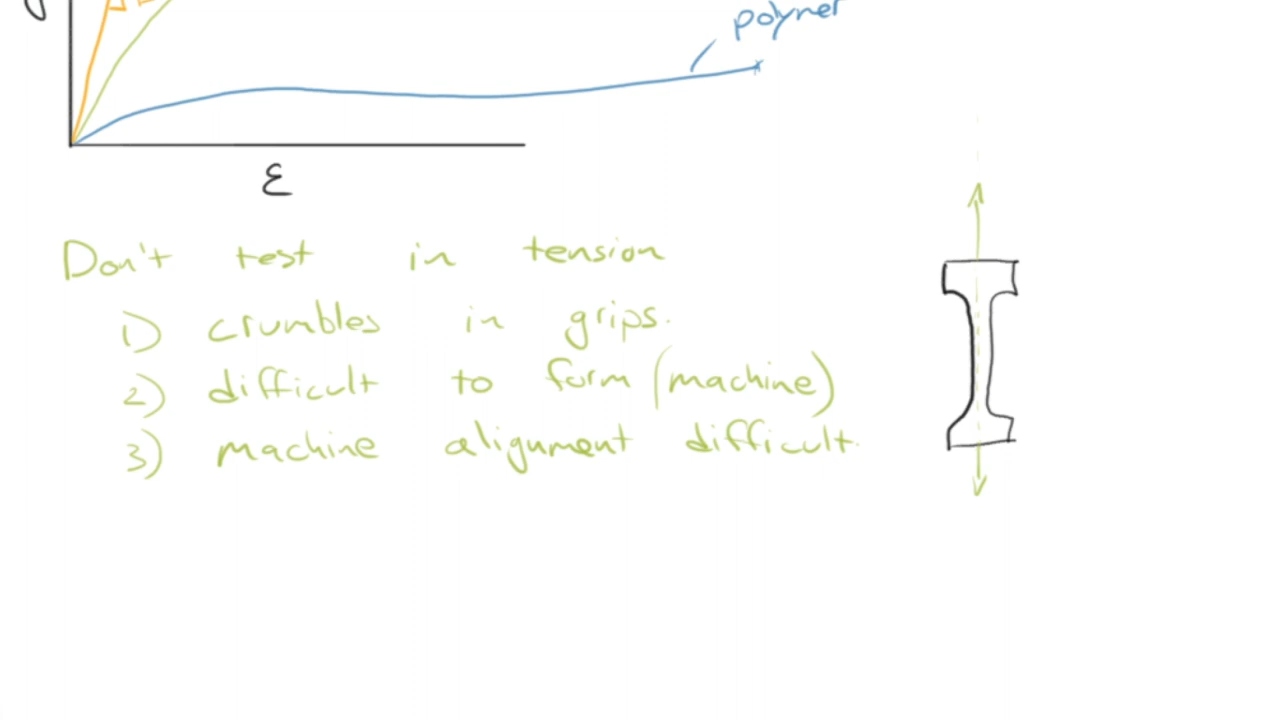 polymer
ε
Don't test in tension
1) crumbles in grips.
2) difficult to form (machine)
3) machine alignment difficult.